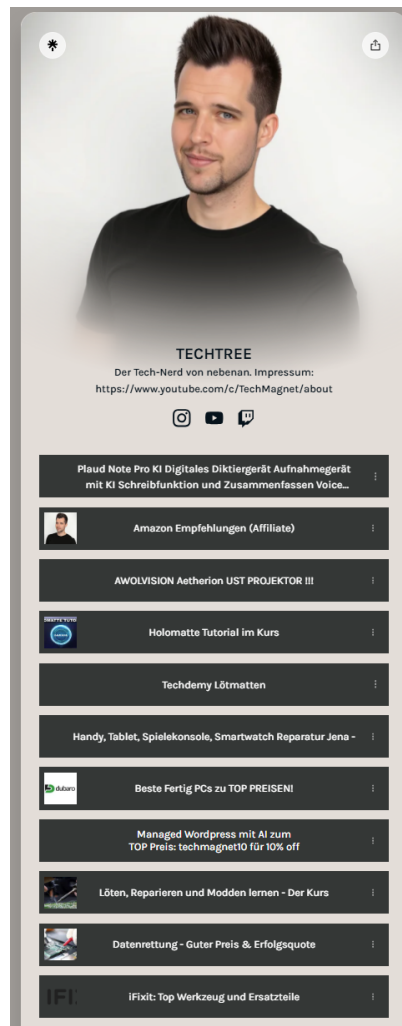 TECHTREE
Der Tech-Nerd von nebenan. Impressum:
https://www.youtube.com/c/TechMagnet/about
Plaud Note Pro KI Digitales Diktiergerät Aufnahmegerät
mit KI Schreibfunktion und Zusammenfassen Voice...
Amazon Empfehlungen (Affiliate)
AWOLVISION Aetherion UST PROJEKTOR !!!
Holomatte Tutorial im Kurs
Techdemy Lötmatten
Handy, Tablet, Spielekonsole, Smartwatch Reparatur Jena -
dubaro
Beste Fertig PCs zu TOP PREISEN!
Managed Wordpress mit AI zum
TOP Preis: techmagnet10 für 10% off
Löten, Reparieren und Modden lernen - Der Kurs
Datenrettung - Guter Preis & Erfolgsquote
IFI
iFixit: Top Werkzeug und Ersatzteile